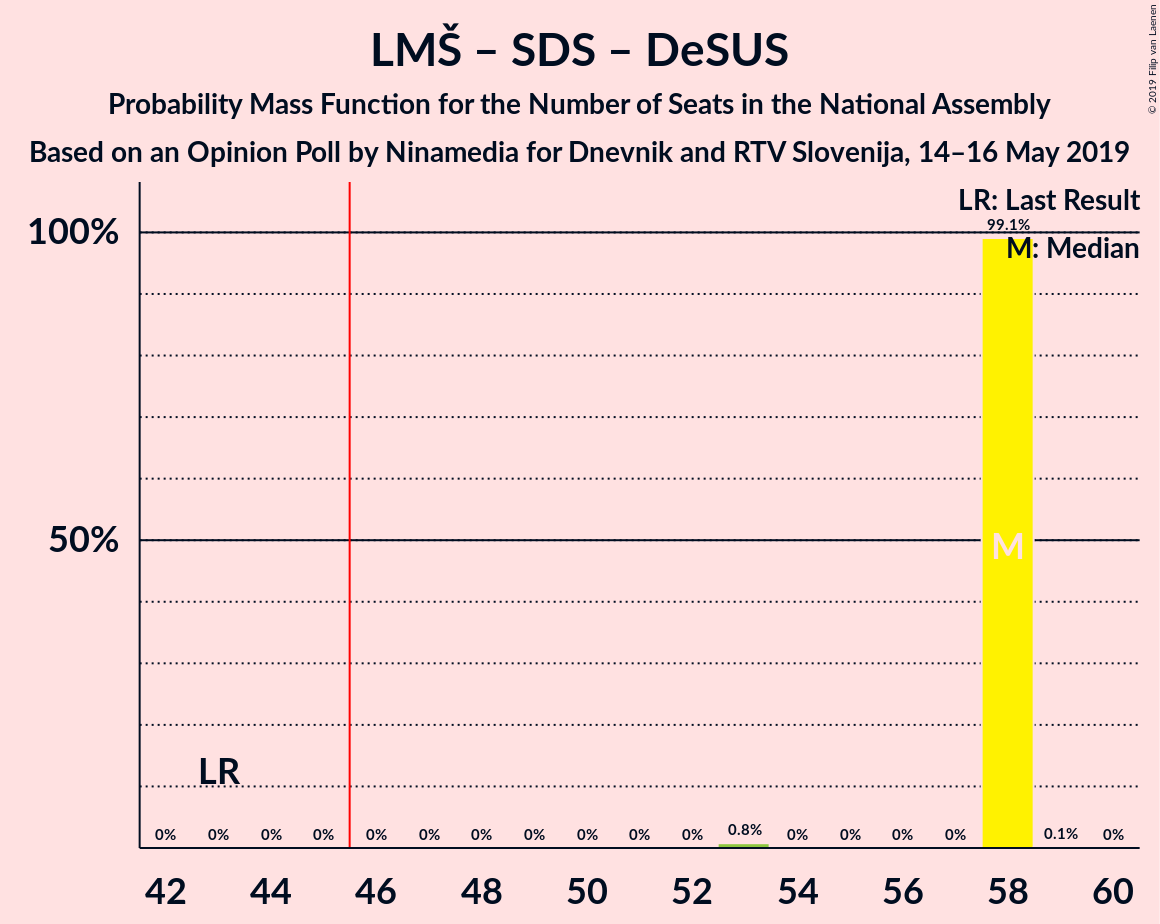 LMŠ – SDS – DeSUS
Probability Mass Function for the Number of Seats in the National Assembly
Based on an Opinion Poll by Ninamedia for Dnevnik and RTV Slovenija, 14–16 May 2019
© 2019 Filip van Laenen
LR: Last Result
M: Median
100%
50%
99.1%
M
LR
0% 0% 0% 0% 0% 0% 0% 0% 0% 0% 0% 0.8% 0% 0% 0% 0% 0.1% 0%
42 44 46 48 50 52 54 56 58 60